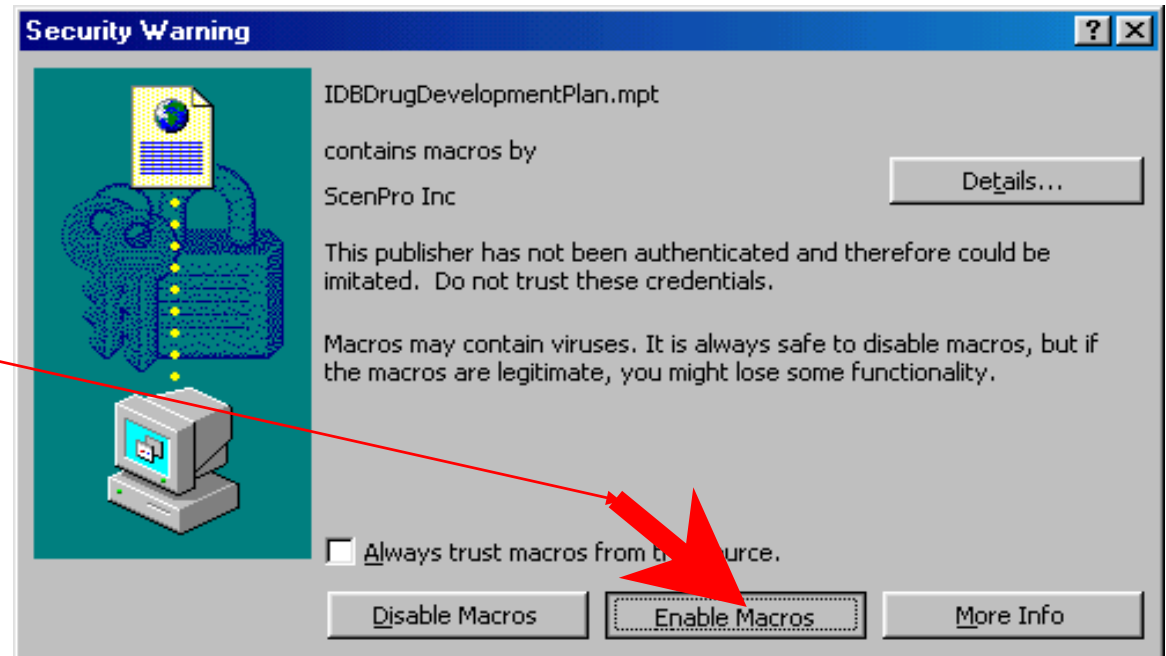 Security Warning
IDBDrugDevelopmentPlan.mpt
contains macros by
Details...
ScenPro Inc
This publisher has not been authenticated and therefore could be
imitated. Do not trust these credentials.
Macros may contain viruses. It is always safe to disable macros, but if
the macros are legitimate, you might lose some functionality.
Always trust macros from source.
Disable Macros
Enable Macros
More Info